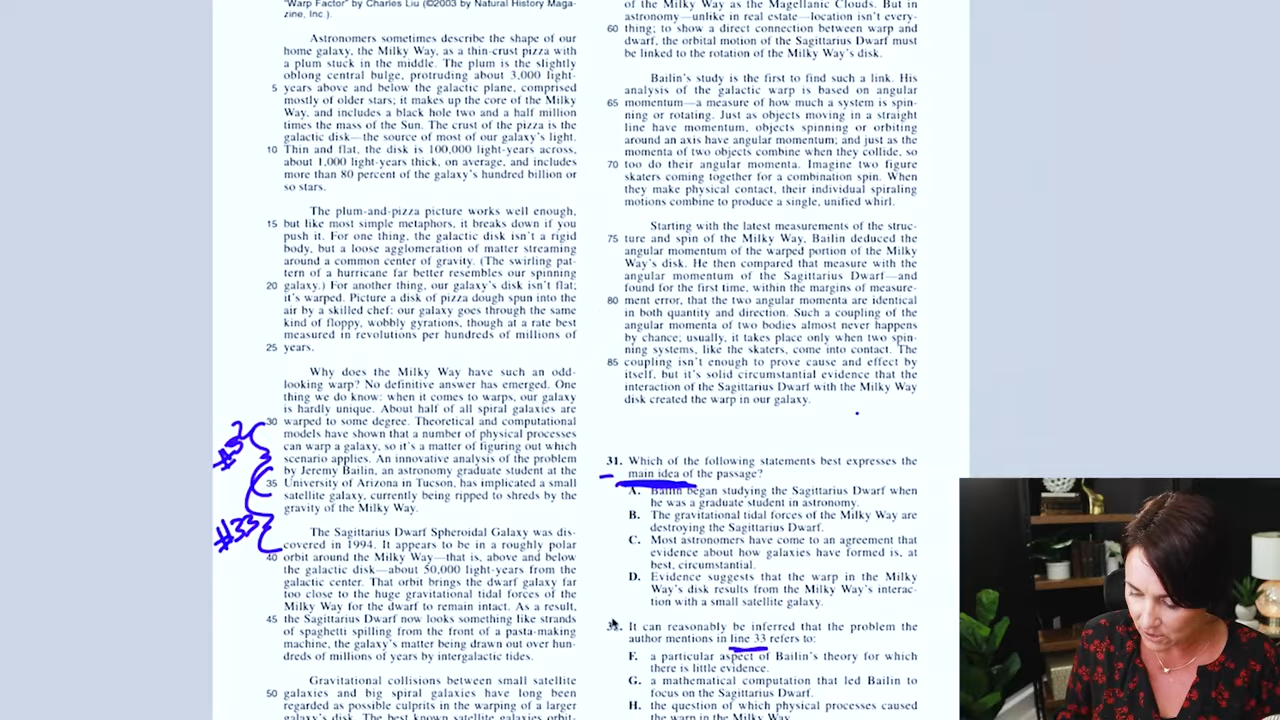 "Warp Factor" by Charles Liu (©2003 by Natural History Maga-
zine, Inc.).
Astronomers sometimes describe the shape of our
home galaxy, the Milky Way, as a thin-crust pizza with
a plum stuck in the middle. The plum is the slightly
oblong central bulge, protruding about 3,000 light-
5 years above and below the galactic plane, comprised
mostly of older stars; it makes up the core of the Milky
Way, and includes a black hole two and a half million
times the mass of the Sun. The crust of the pizza is the
galactic disk—the source of most of our galaxy's light.
10 Thin and flat, the disk is 100,000 light-years across,
about 1,000 light-years thick, on average, and includes
more than 80 percent of the galaxy's hundred billion or
so stars.
The plum-and-pizza picture works well enough,
15 but like most simple metaphors, it breaks down if you
push it. For one thing, the galactic disk isn't a rigid
body, but a loose agglomeration of matter streaming
around a common center of gravity. (The swirling pat-
tern of a hurricane far better resembles our spinning
20 galaxy.) For another thing, our galaxy's disk isn't flat;
it's warped. Picture a disk of pizza dough spun into the
air by a skilled chef: our galaxy goes through the same
kind of floppy, wobbly gyrations, though at a rate best
measured in revolutions per hundreds of millions of
25 years.
Why does the Milky Way have such an odd-
looking warp? No definitive answer has emerged. One
thing we do know: when it comes to warps, our galaxy
is hardly unique. About half of all spiral galaxies are
30 warped to some degree. Theoretical and computational
models have shown that a number of physical processes
can warp a galaxy, so it's a matter of figuring out which
scenario applies. An innovative analysis of the problem
by Jeremy Bailin, an astronomy graduate student at the
35 University of Arizona in Tucson, has implicated a small
satellite galaxy, currently being ripped to shreds by the
gravity of the Milky Way.
#33
The Sagittarius Dwarf Spheroidal Galaxy was dis-
covered in 1994. It appears to be in a roughly polar
40 orbit around the Milky Way—that is, above and below
the galactic disk—about 50,000 light-years from the
galactic center. That orbit brings the dwarf galaxy far
too close to the huge gravitational tidal forces of the
Milky Way for the dwarf to remain intact. As a result,
45 the Sagittarius Dwarf now looks something like strands
of spaghetti spilling from the front of a pasta-making
machine, the galaxy's matter being drawn out over hun-
dreds of millions of years by intergalactic tides.
Gravitational collisions between small satellite
50 galaxies and big spiral galaxies have long been
regarded as possible culprits in the warping of a larger
galaxy's disk. The best known satellite galaxies orbit-
of the Milky Way as the Magellanic Clouds. But in
astronomy—unlike in real estate—location isn't every-
60 thing; to show a direct connection between warp and
dwarf, the orbital motion of the Sagittarius Dwarf must
be linked to the rotation of the Milky Way's disk.
Bailin's study is the first to find such a link. His
analysis of the galactic warp is based on angular
65 momentum—a measure of how much a system is spin-
ning or rotating. Just as objects moving in a straight
line have momentum, objects spinning or orbiting
around an axis have angular momentum; and just as the
momenta of two objects combine when they collide, so
70 too do their angular momenta. Imagine two figure
skaters coming together for a combination spin. When
they make physical contact, their individual spiraling
motions combine to produce a single, unified whirl.
Starting with the latest measurements of the struc-
75 ture and spin of the Milky Way, Bailin deduced the
angular momentum of the warped portion of the Milky
Way's disk. He then compared that measure with the
angular momentum of the Sagittarius Dwarf—and
found for the first time, within the margins of measure-
80 ment error, that the two angular momenta are identical
in both quantity and direction. Such a coupling of the
angular momenta of two bodies almost never happens
by chance; usually, it takes place only when two spin-
ning systems, like the skaters, come into contact. The
85 coupling isn't enough to prove cause and effect by
itself, but it's solid circumstantial evidence that the
interaction of the Sagittarius Dwarf with the Milky Way
disk created the warp in our galaxy.
31. Which of the following statements best expresses the
main idea of the passage?
A. Bailin began studying the Sagittarius Dwarf when
he was a graduate student in astronomy.
B. The gravitational tidal forces of the Milky Way are
destroying the Sagittarius Dwarf.
C. Most astronomers have come to an agreement that
evidence about how galaxies have formed is, at
best, circumstantial.
D. Evidence suggests that the warp in the Milky
Way's disk results from the Milky Way's interac-
tion with a small satellite galaxy.
It can reasonably be inferred that the problem the
author mentions in line 33 refers to:
F. a particular aspect of Bailin's theory for which
there is little evidence.
G. a mathematical computation that led Bailin to
focus on the Sagittarius Dwarf.
H. the question of which physical processes caused
the warp in the Milky Way.